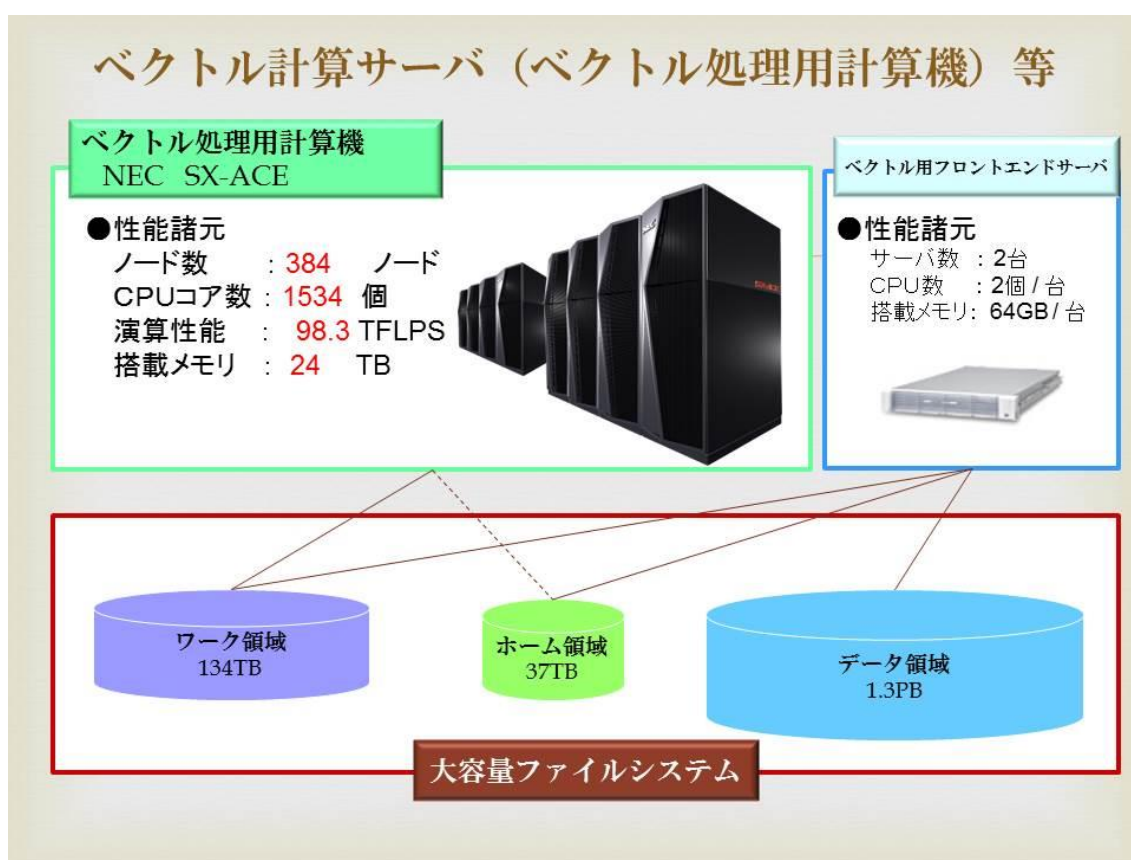 ベクトル計算サーバ（ベクトル処理用計算機）等
ベクトル処理用計算機
NEC SX-ACE
●性能諸元
ノード数 : 384 ノード
CPUコア数 : 1534 個
演算性能 : 98.3 TFLPS
搭載メモリ : 24 TB
ベクトル用フロントエンドサーバ
●性能諸元
サーバ数 : 2台
CPU数 : 2個 / 台
搭載メモリ: 64GB / 台
ワーク領域
134TB
ホーム領域
37TB
データ領域
1.3PB
大容量ファイルシステム